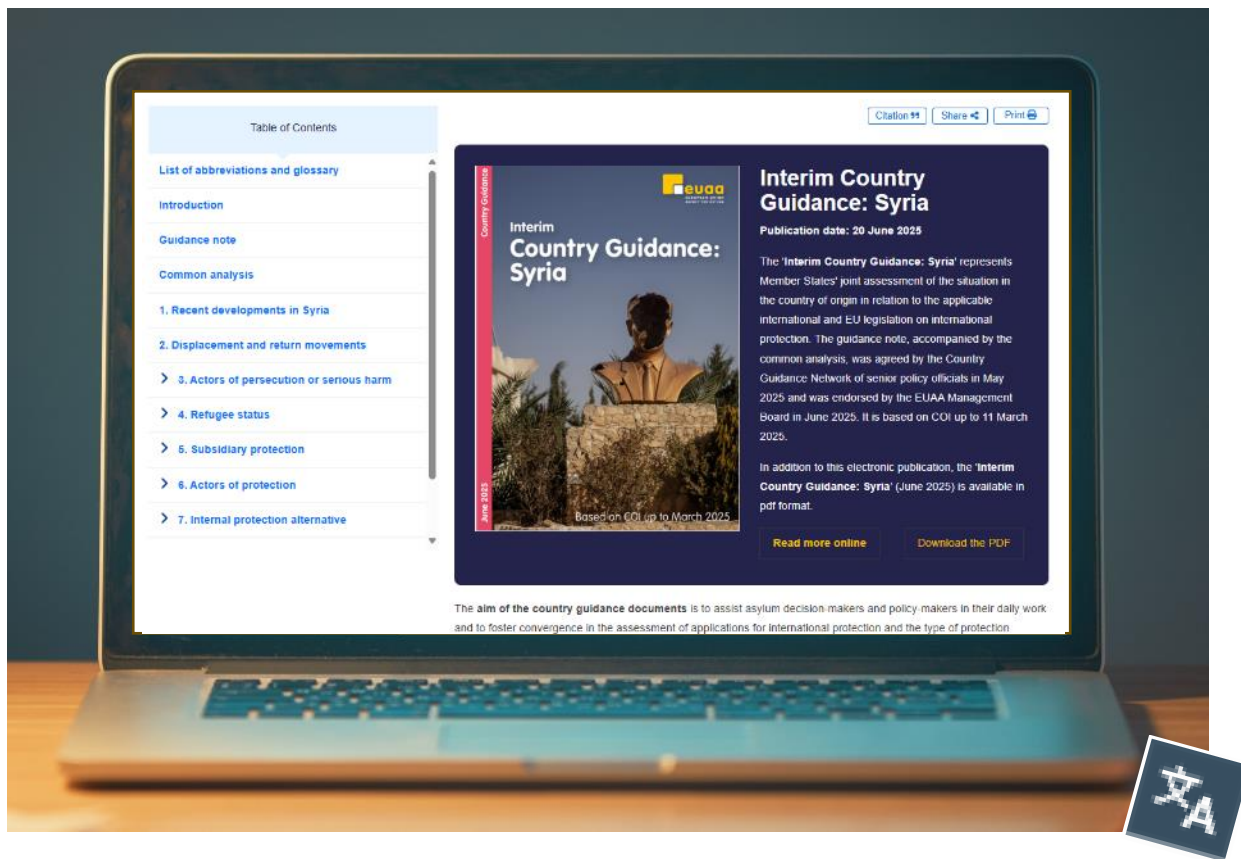 Table of Contents
List of abbreviations and glossary
Introduction
Guidance note
Common analysis
1. Recent developments in Syria
2. Displacement and return movements
3. Actors of persecution or serious harm
4. Refugee status
5. Subsidiary protection
6. Actors of protection
7. Internal protection alternative
Citation
Share
Print
Country Guidance
euaa
Interim
Country Guidance:
Syria
June 2025
Based on COI up to March 2025
Interim Country
Guidance: Syria
Publication date: 20 June 2025
The 'Interim Country Guidance: Syria' represents
Member States' joint assessment of the situation in
the country of origin in relation to the applicable
international and EU legislation on international
protection. The guidance note, accompanied by the
common analysis, was agreed by the Country
Guidance Network of senior policy officials in May
2025 and was endorsed by the EUAA Management
Board in June 2025. It is based on COI up to 11 March
2025.
In addition to this electronic publication, the 'Interim
Country Guidance: Syria' (June 2025) is available in
pdf format.
Read more online
Download the PDF
The aim of the country guidance documents is to assist asylum decision-makers and policy-makers in their daily work
and to foster convergence in the assessment of applications for international protection and the type of protection
文A